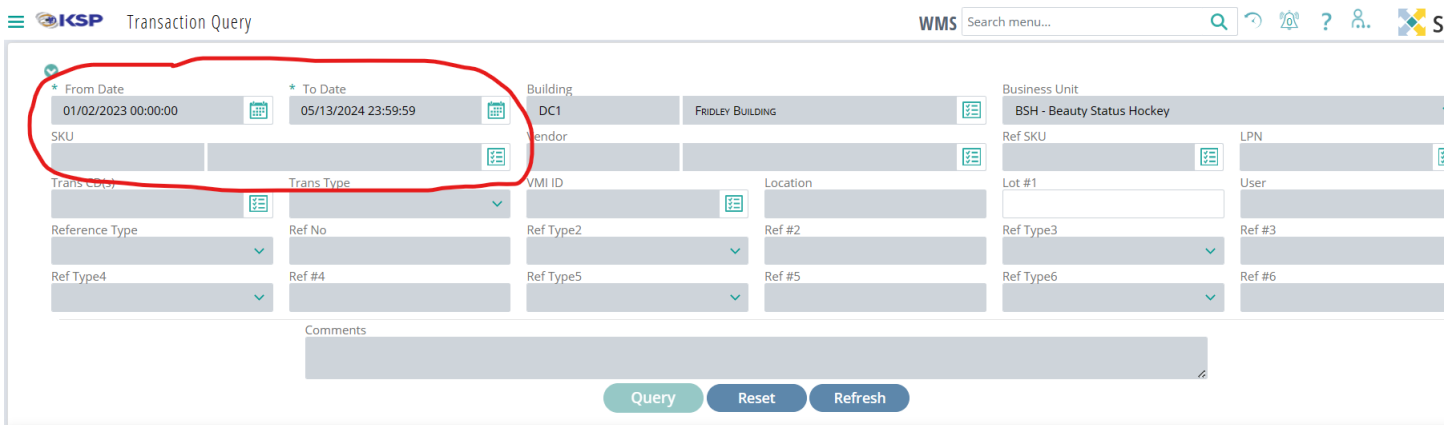 KSP Transaction Query WMS Search menu... 0 ? S
* From Date * To Date Building Business Unit
01/02/2023 00:00:00 05/13/2024 23:59:59 DC1 FRIDLEY BUILDING BSH - Beauty Status Hockey
SKU Vendor Ref SKU LPN
Trans CD(s) Trans Type VMI ID Location Lot #1 User
Reference Type Ref No Ref Type2 Ref #2 Ref Type3 Ref #3
Ref Type4 Ref #4 Ref Type5 Ref #5 Ref Type6 Ref #6
Comments
Query Reset Refresh